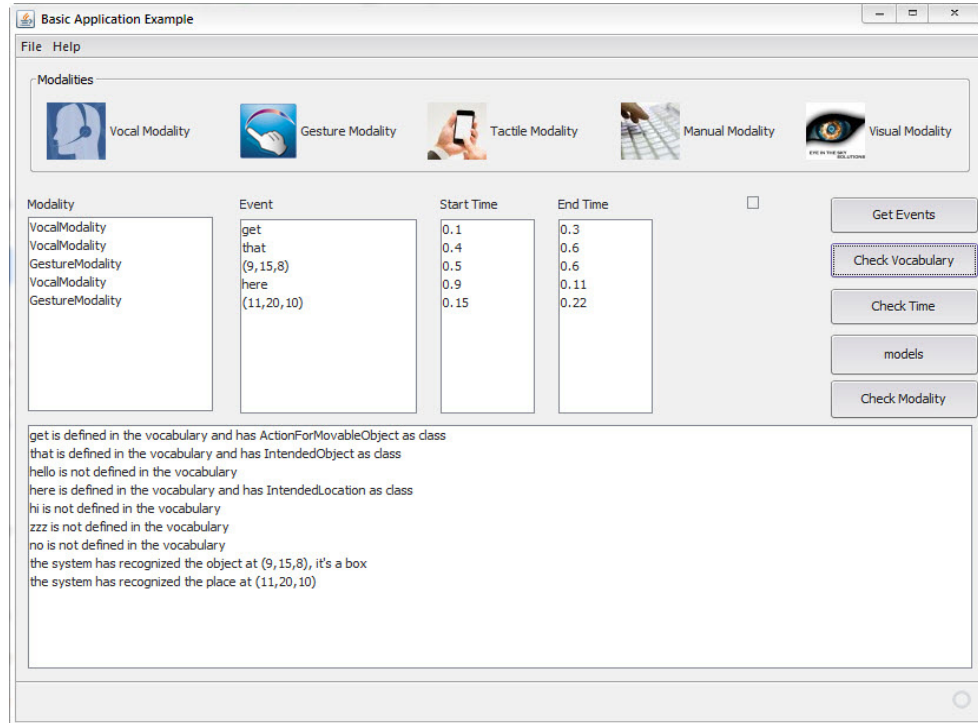 Basic Application Example
File Help
Modalities
Vocal Modality
Gesture Modality
Tactile Modality
Manual Modality
Visual Modality
EYE IN THE SKY
SOLUTIONS
Modality Event Start Time End Time
VocalModality get 0.1 0.3
VocalModality that 0.4 0.6
GestureModality (9,15,8) 0.5 0.6
VocalModality here 0.9 0.11
GestureModality (11,20,10) 0.15 0.22
Get Events
Check Vocabulary
Check Time
models
Check Modality
get is defined in the vocabulary and has ActionForMovableObject as class
that is defined in the vocabulary and has IntendedObject as class
hello is not defined in the vocabulary
here is defined in the vocabulary and has IntendedLocation as class
hi is not defined in the vocabulary
zzz is not defined in the vocabulary
no is not defined in the vocabulary
the system has recognized the object at (9,15,8), it's a box
the system has recognized the place at (11,20,10)